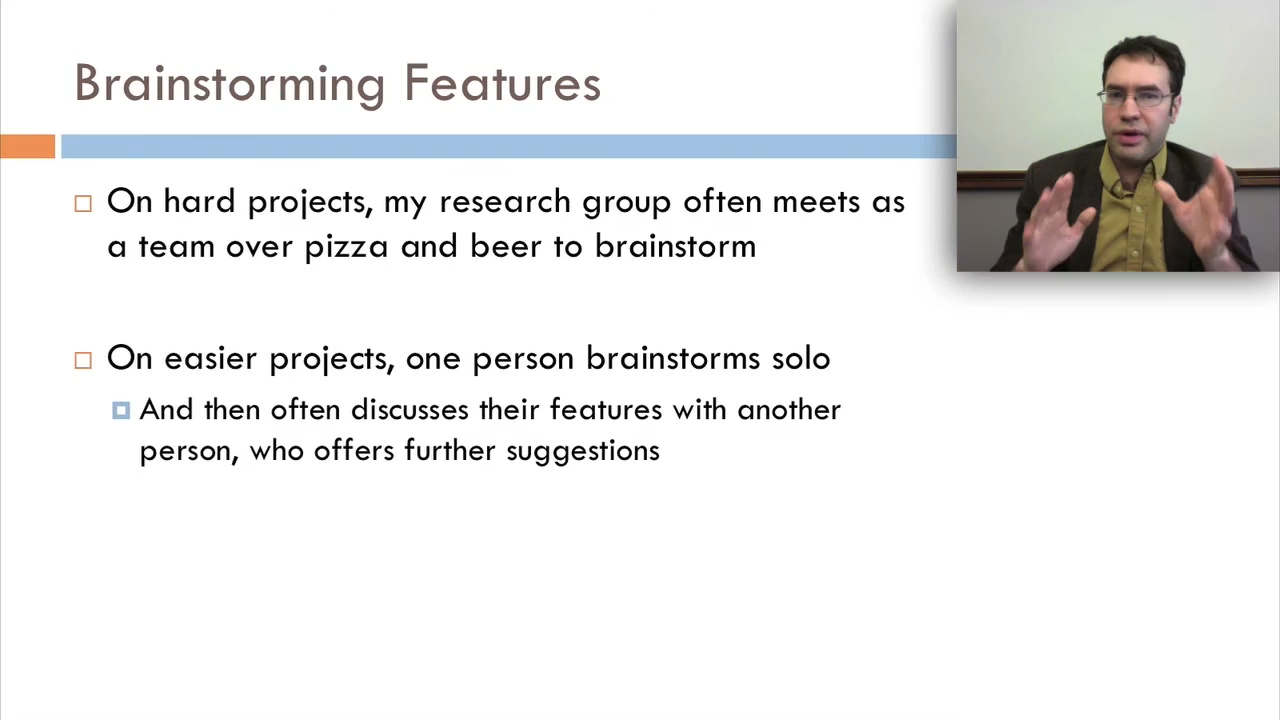 Brainstorming Features
On hard projects, my research group often meets as
a team over pizza and beer to brainstorm
On easier projects, one person brainstorms solo
And then often discusses their features with another
person, who offers further suggestions